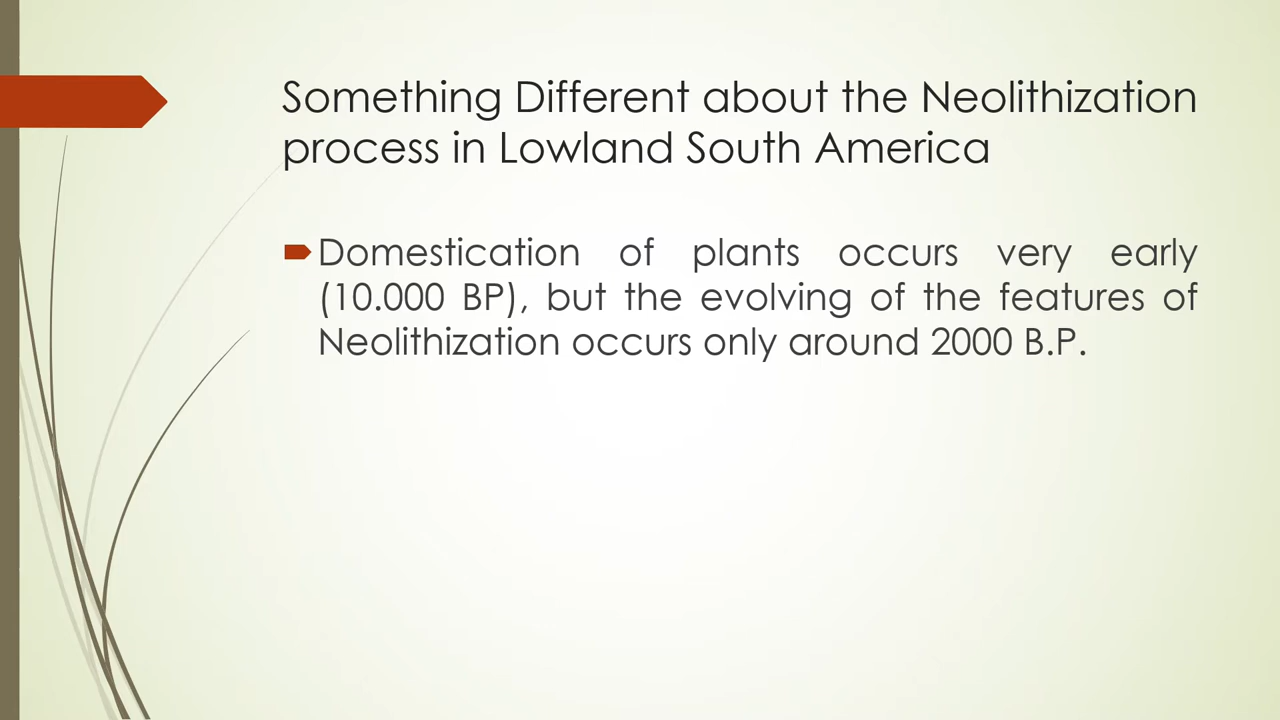 Something Different about the Neolithization
process in Lowland South America
Domestication of plants occurs very early
(10.000 BP), but the evolving of the features of
Neolithization occurs only around 2000 B.P.